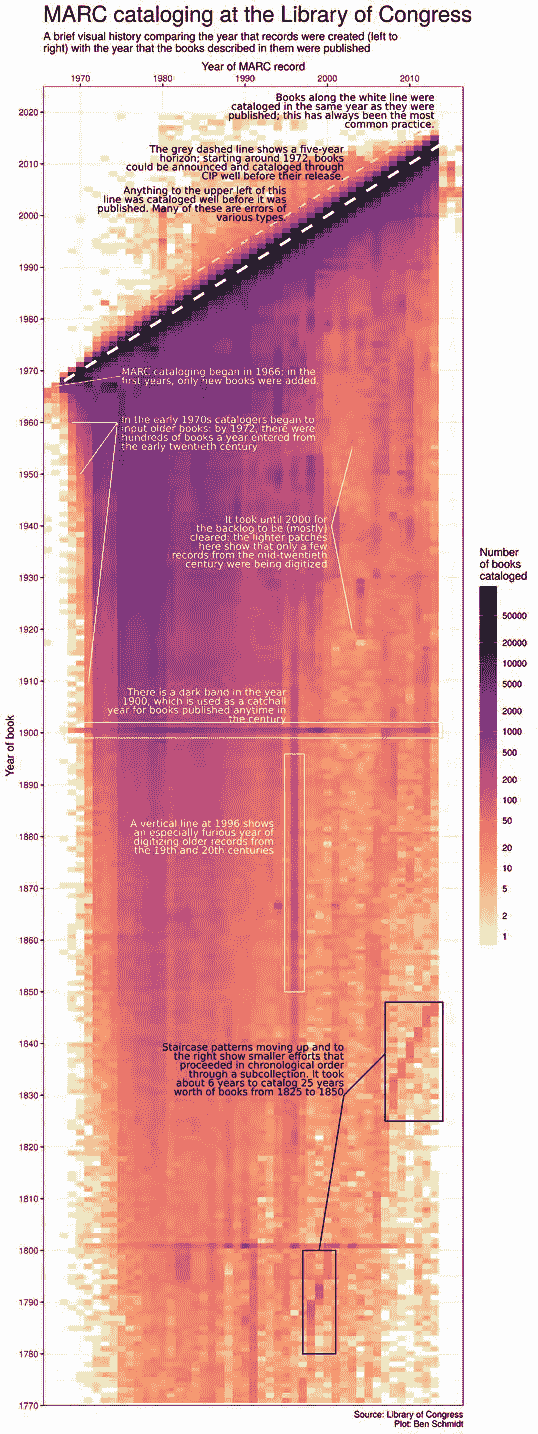 MARC cataloging at the Library of Congress
A brief visual history comparing the year that records were created (left to
right) with the year that the books described in them were published
Year of MARC record
1970 1980 1990 2000 2010
Books along the white line were
cataloged in the same year as they were
published; this has always been the most
common practice.
The grey dashed line shows a five-year
horizon; starting around 1972, books
could be announced and cataloged through
CIP well before their release.
Anything to the upper left of this
line was cataloged well before it was
published. Many of these are errors of
various types.
MARC cataloging began in 1966; in the
first years, only new books were added.
In the early 1970s catalogers began to
input older books; by 1972, there were
hundreds of books a year entered from
the early twentieth century
It took until 2000 for
the backlog to be (mostly)
cleared; the lighter patches
here show that only a few
records from the mid-twentieth
century were being digitized
There is a dark band in the year
1900, which is used as a catchall
year for books published anytime in
the century
A vertical line at 1996 shows
an especially furious year of
digitizing older records from
the 19th and 20th centuries
Staircase patterns moving up and to
the right show smaller efforts that
proceeded in chronological order
through a subcollection. It took
about 6 years to catalog 25 years
worth of books from 1825 to 1850
Year of book
2020
2010
2000
1990
1980
1970
1960
1950
1940
1930
1920
1910
1900
1890
1880
1870
1860
1850
1840
1830
1820
1810
1800
1790
1780
1770
Number
of books
cataloged
50000
20000
10000
5000
2000
1000
500
200
100
50
20
10
5
2
1
Source: Library of Congress
Plot: Ben Schmidt